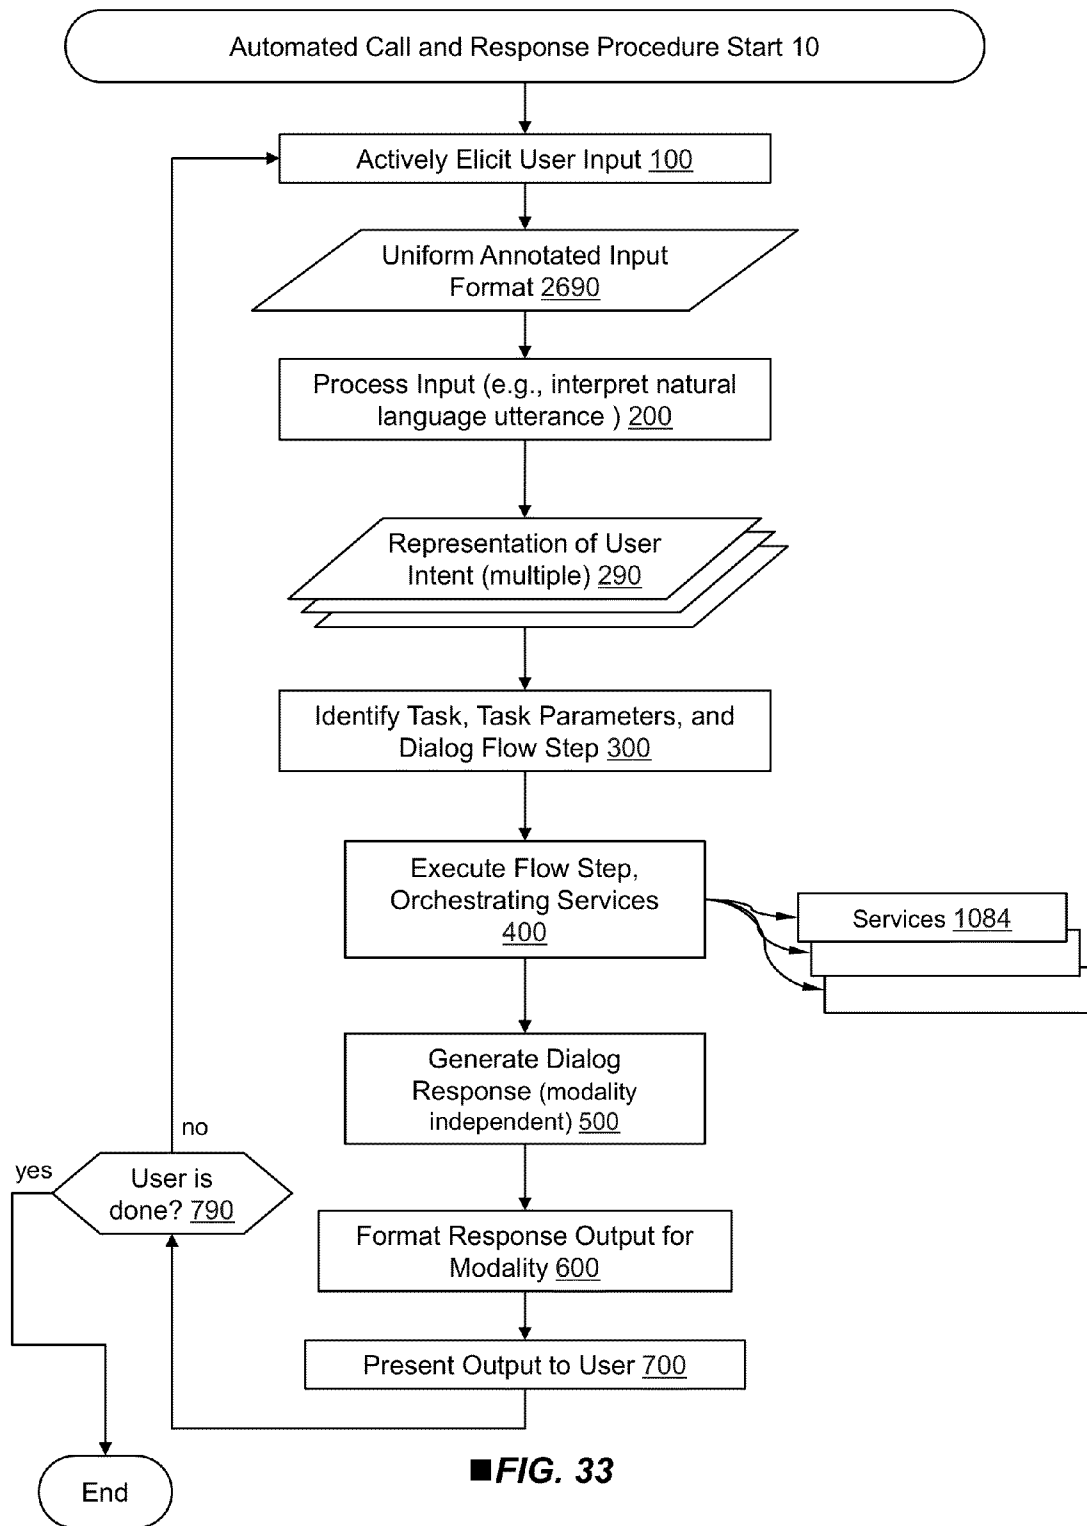 Automated Call and Response Procedure Start 10
Actively Elicit User Input 100
Uniform Annotated Input
Format 2690
Process Input (e.g., interpret natural
language utterance ) 200
Representation of User
Intent (multiple) 290
Identify Task, Task Parameters, and
Dialog Flow Step 300
Execute Flow Step,
Orchestrating Services
400
Services 1084
Generate Dialog
Response (modality
independent) 500
no
yes
User is
done? 790
Format Response Output for
Modality 600
Present Output to User 700
End
■FIG. 33